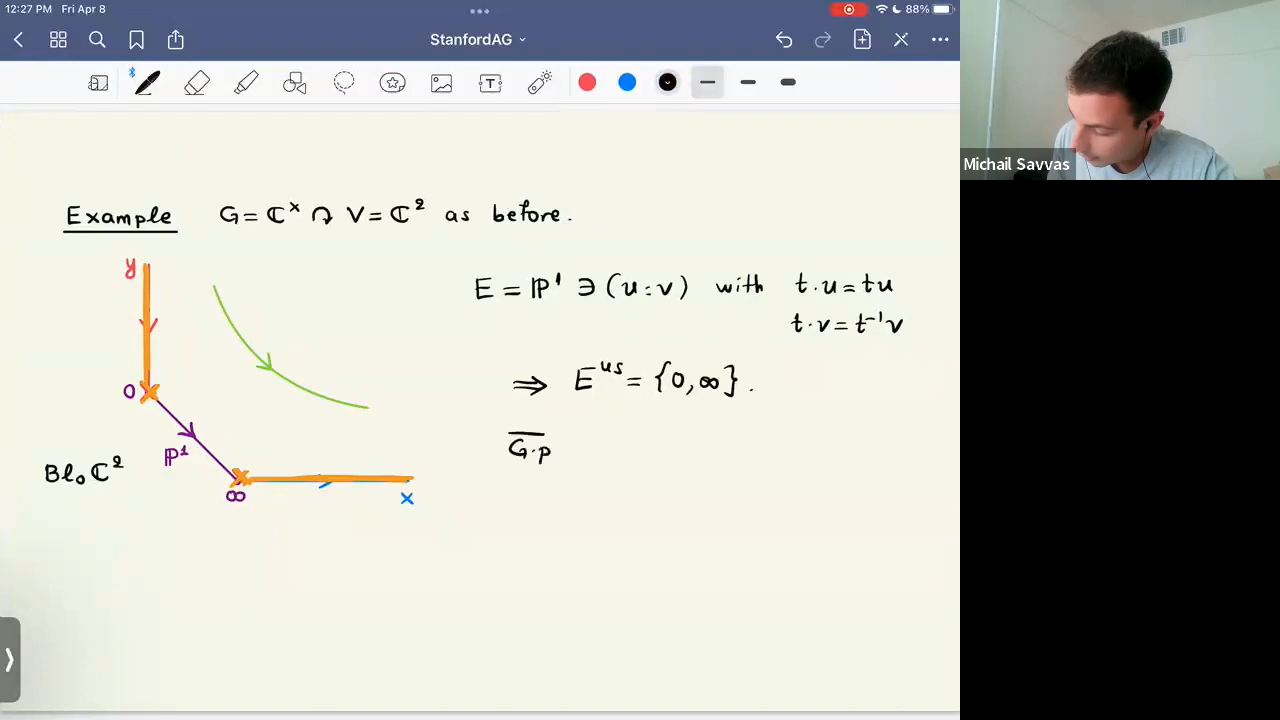 12:27 PM Fri Apr 8
88%
StanfordAG
Michail Savvas
Example G = ℂ^× ↷ V = ℂ² as before.
y
E = ℙ¹ ∋ (u:v) with t·u = tu
t·v = t⁻¹v
0
⇒ E^{us} = {0, ∞}.
ℙ¹
\overline{G·p}
Bl₀ℂ²
∞
x